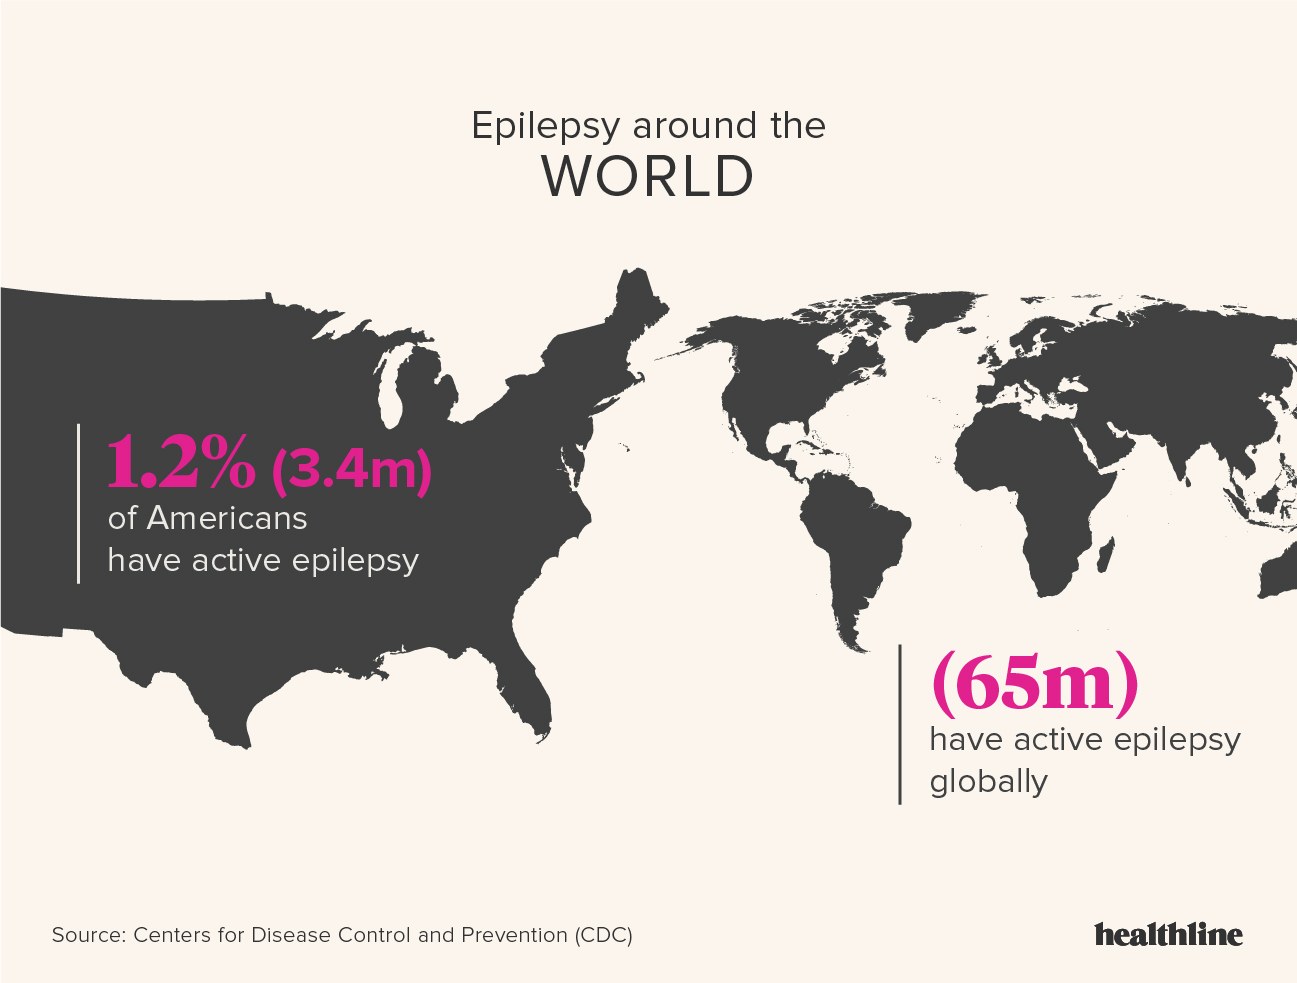 Epilepsy around the
WORLD
1.2% (3.4m)
of Americans
have active epilepsy
(65m)
have active epilepsy
globally
Source: Centers for Disease Control and Prevention (CDC)
healthline